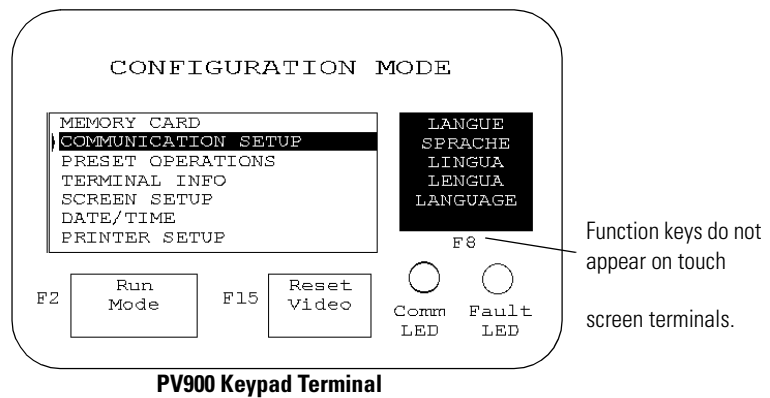 CONFIGURATION MODE
MEMORY CARD
COMMUNICATION SETUP
PRESET OPERATIONS
TERMINAL INFO
SCREEN SETUP
DATE/TIME
PRINTER SETUP
LANGUE
SPRACHE
LINGUA
LENGUA
LANGUAGE
F8
Function keys do not
appear on touch
screen terminals.
F2
Run
Mode
F15
Reset
Video
Comm
LED
Fault
LED
PV900 Keypad Terminal